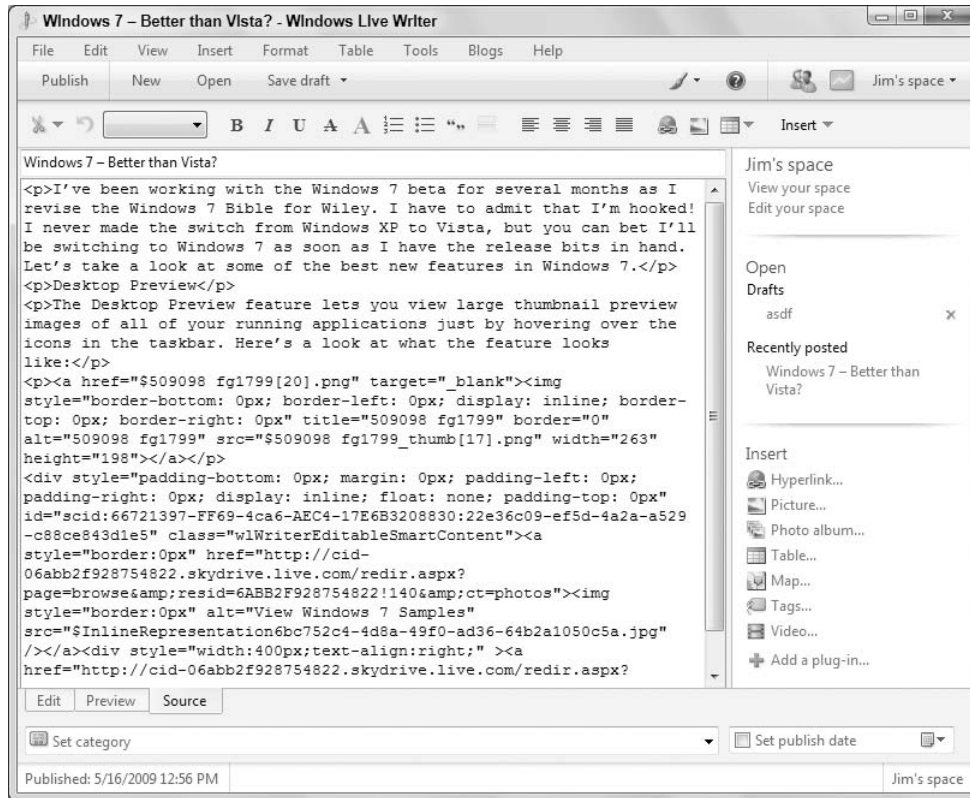 Windows 7 – Better than Vista? - Windows Live Writer
File Edit View Insert Format Table Tools Blogs Help
Publish New Open Save draft Jim's space
B I U A A Insert
Windows 7 – Better than Vista?
<p>I’ve been working with the Windows 7 beta for several months as I
revise the Windows 7 Bible for Wiley. I have to admit that I’m hooked!
I never made the switch from Windows XP to Vista, but you can bet I’ll
be switching to Windows 7 as soon as I have the release bits in hand.
Let’s take a look at some of the best new features in Windows 7.</p>
<p>Desktop Preview</p>
<p>The Desktop Preview feature lets you view large thumbnail preview
images of all of your running applications just by hovering over the
icons in the taskbar. Here’s a look at what the feature looks
like:</p>
<p><a href="$509098 fg1799[20].png" target="_blank"><img
style="border-bottom: 0px; border-left: 0px; display: inline; border-
top: 0px; border-right: 0px" title="509098 fg1799" border="0"
alt="509098 fg1799" src="$509098 fg1799_thumb[17].png" width="263"
height="198"></a></p>
<div style="padding-bottom: 0px; margin: 0px; padding-left: 0px;
padding-right: 0px; display: inline; float: none; padding-top: 0px"
id="scid:66721397-FF69-4ca6-AEC4-17E6B3208830:22e36c09-ef5d-4a2a-a529
-c88ce843d1e5" class="wlWriterEditableSmartContent"><a
style="border:0px" href="http://cid-
06abb2f928754822.skydrive.live.com/redir.aspx?
page=browse&amp;resid=6ABB2F928754822!140&amp;ct=photos"><img
style="border:0px" alt="View Windows 7 Samples"
src="$InlineRepresentation6bc752c4-4d8a-49f0-ad36-64b2a1050c5a.jpg"
/></a><div style="width:400px;text-align:right;" ><a
href="http://cid-06abb2f928754822.skydrive.live.com/redir.aspx?
Jim's space
View your space
Edit your space
Open
Drafts
asdf
Recently posted
Windows 7 – Better than
Vista?
Insert
Hyperlink...
Picture...
Photo album...
Table...
Map...
Tags...
Video...
Add a plug-in...
Edit Preview Source
Set category Set publish date
Published: 5/16/2009 12:56 PM Jim's space